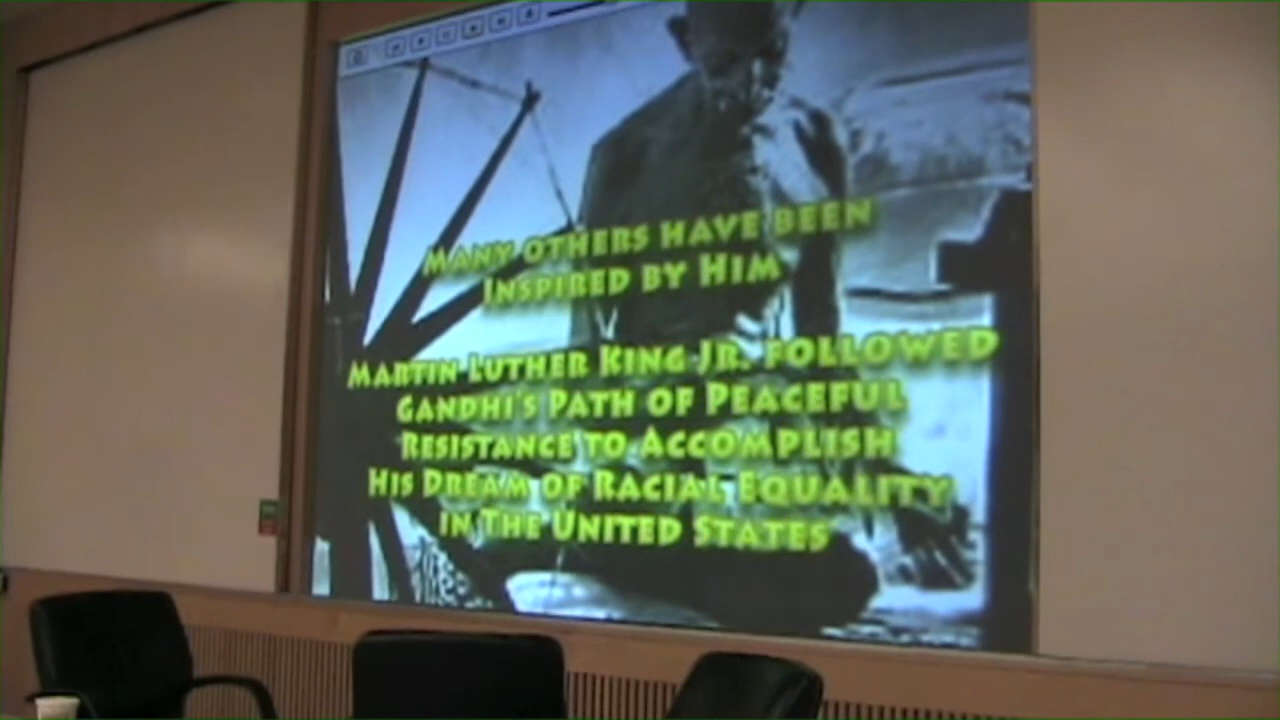 Many others have been
Inspired by Him
Martin Luther King Jr. followed
Gandhi's Path of Peaceful
Resistance to Accomplish
His Dream of Racial Equality
in The United States